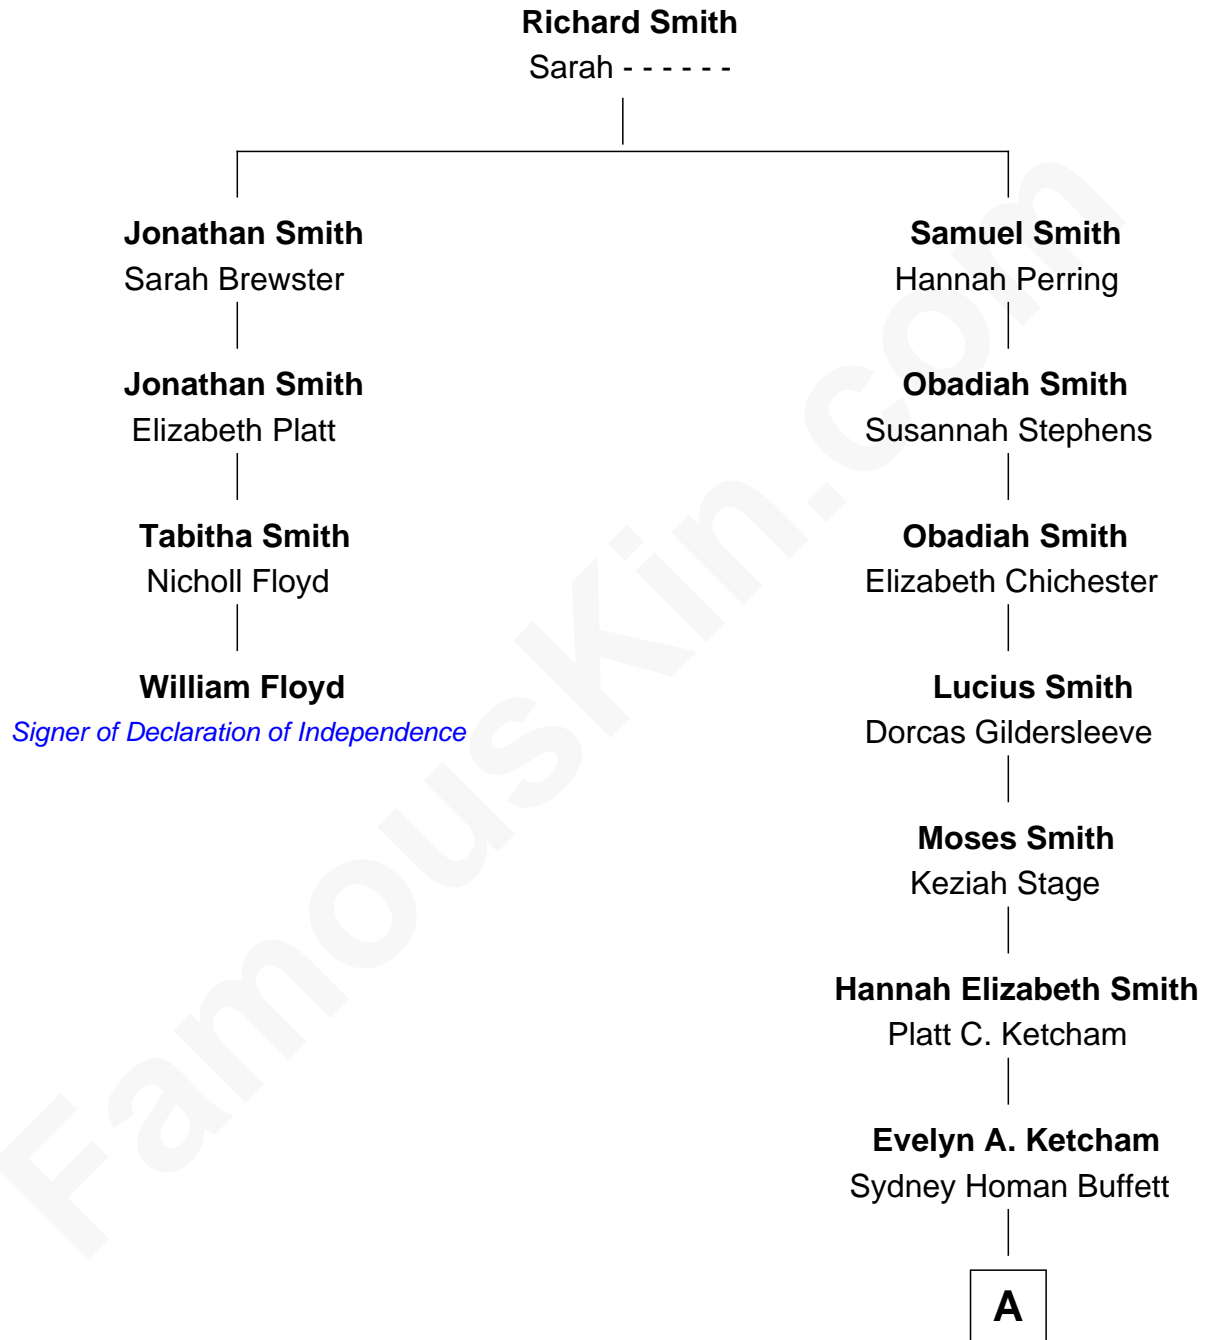 Richard Smith
Sarah - - - - - -
Jonathan Smith
Sarah Brewster
Jonathan Smith
Elizabeth Platt
Tabitha Smith
Nicholl Floyd
William Floyd
Signer of Declaration of Independence
Samuel Smith
Hannah Perring
Obadiah Smith
Susannah Stephens
Obadiah Smith
Elizabeth Chichester
Lucius Smith
Dorcas Gildersleeve
Moses Smith
Keziah Stage
Hannah Elizabeth Smith
Platt C. Ketcham
Evelyn A. Ketcham
Sydney Homan Buffett
A
FamousKin.com